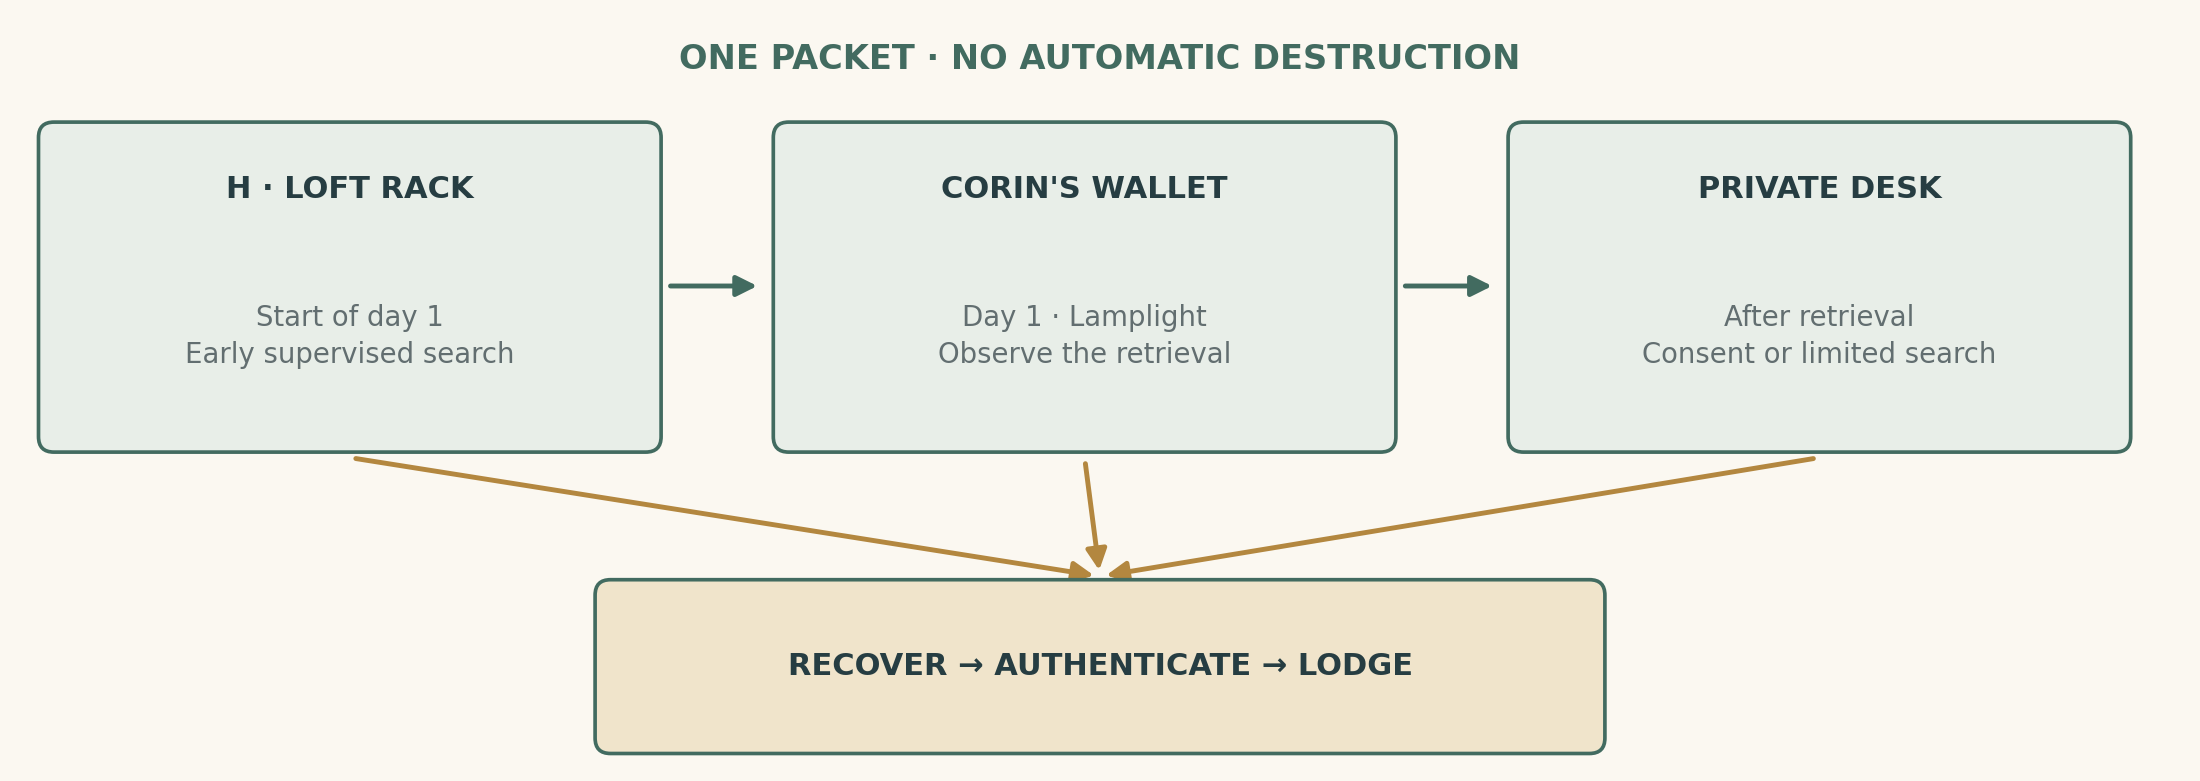 ONE PACKET · NO AUTOMATIC DESTRUCTION
H · LOFT RACK
Start of day 1
Early supervised search
CORIN'S WALLET
Day 1 · Lamplight
Observe the retrieval
PRIVATE DESK
After retrieval
Consent or limited search
RECOVER → AUTHENTICATE → LODGE